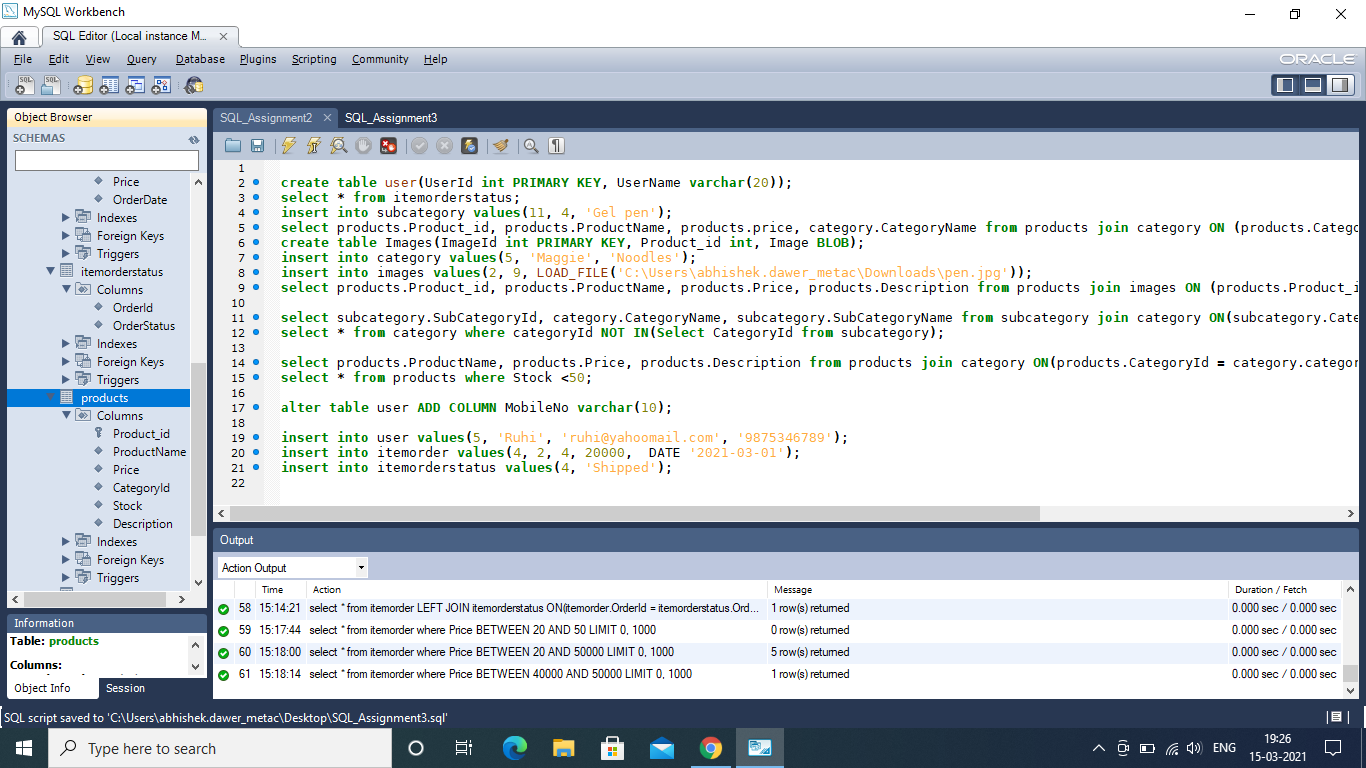 MySQL Workbench
SQL Editor (Local instance M...
File Edit View Query Database Plugins Scripting Community Help
ORACLE
Object Browser
SCHEMAS
Price
OrderDate
Indexes
Foreign Keys
Triggers
itemorderstatus
Columns
OrderId
OrderStatus
Indexes
Foreign Keys
Triggers
products
Columns
Product_id
ProductName
Price
CategoryId
Stock
Description
Indexes
Foreign Keys
Triggers
Information
Table: products
Columns:
Object Info Session
SQL_Assignment2 SQL_Assignment3
1
2 create table user(UserId int PRIMARY KEY, UserName varchar(20));
3 select * from itemorderstatus;
4 insert into subcategory values(11, 4, 'Gel pen');
5 select products.Product_id, products.ProductName, products.price, category.CategoryName from products join category ON (products.Catego
6 create table Images(ImageId int PRIMARY KEY, Product_id int, Image BLOB);
7 insert into category values(5, 'Maggie', 'Noodles');
8 insert into images values(2, 9, LOAD_FILE('C:\Users\abhishek.dawer_metac\Downloads\pen.jpg'));
9 select products.Product_id, products.ProductName, products.Price, products.Description from products join images ON (products.Product_i
10
11 select subcategory.SubCategoryId, category.CategoryName, subcategory.SubCategoryName from subcategory join category ON(subcategory.Cate
12 select * from category where categoryId NOT IN(Select CategoryId from subcategory);
13
14 select products.ProductName, products.Price, products.Description from products join category ON(products.CategoryId = category.categor
15 select * from products where Stock <50;
16
17 alter table user ADD COLUMN MobileNo varchar(10);
18
19 insert into user values(5, 'Ruhi', 'ruhi@yahoomail.com', '9875346789');
20 insert into itemorder values(4, 2, 4, 20000, DATE '2021-03-01');
21 insert into itemorderstatus values(4, 'Shipped');
22
Output
Action Output
Time Action Message Duration / Fetch
58 15:14:21 select * from itemorder LEFT JOIN itemorderstatus ON(itemorder.OrderId = itemorderstatus.Ord... 1 row(s) returned 0.000 sec / 0.000 sec
59 15:17:44 select * from itemorder where Price BETWEEN 20 AND 50 LIMIT 0, 1000 0 row(s) returned 0.000 sec / 0.000 sec
60 15:18:00 select * from itemorder where Price BETWEEN 20 AND 50000 LIMIT 0, 1000 5 row(s) returned 0.000 sec / 0.000 sec
61 15:18:14 select * from itemorder where Price BETWEEN 40000 AND 50000 LIMIT 0, 1000 1 row(s) returned 0.000 sec / 0.000 sec
SQL script saved to 'C:\Users\abhishek.dawer_metac\Desktop\SQL_Assignment3.sql'
Type here to search
ENG
19:26
15-03-2021